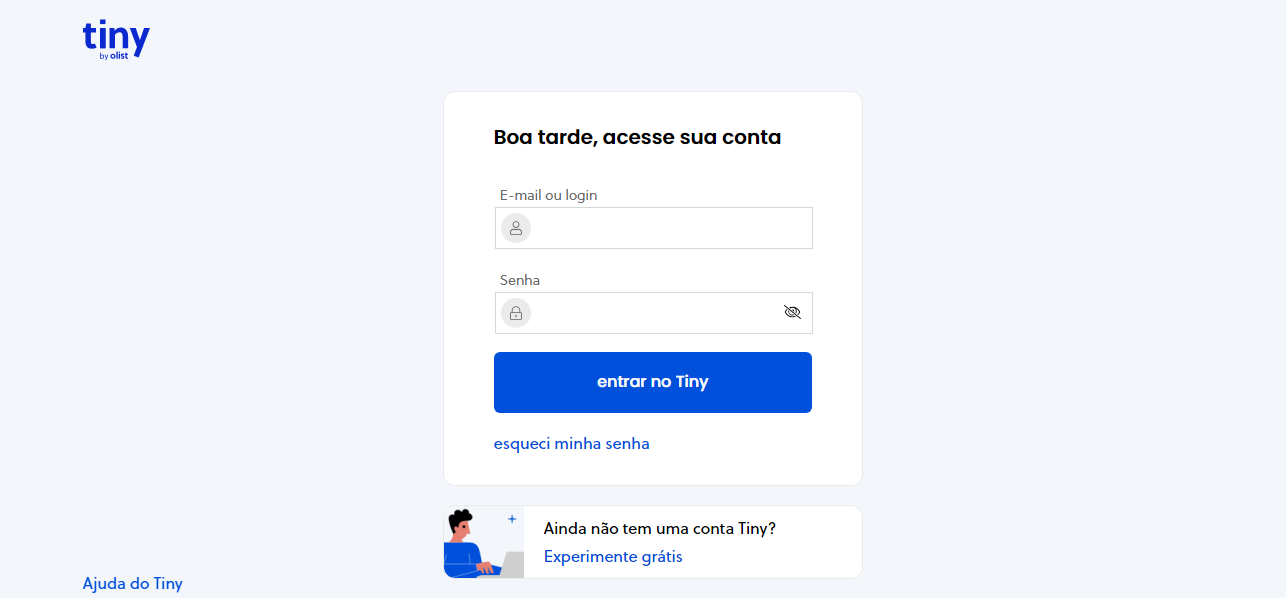 tiny
by olist
Boa tarde, acesse sua conta
E-mail ou login
Senha
entrar no Tiny
esqueci minha senha
Ainda não tem uma conta Tiny?
Experimente grátis
Ajuda do Tiny